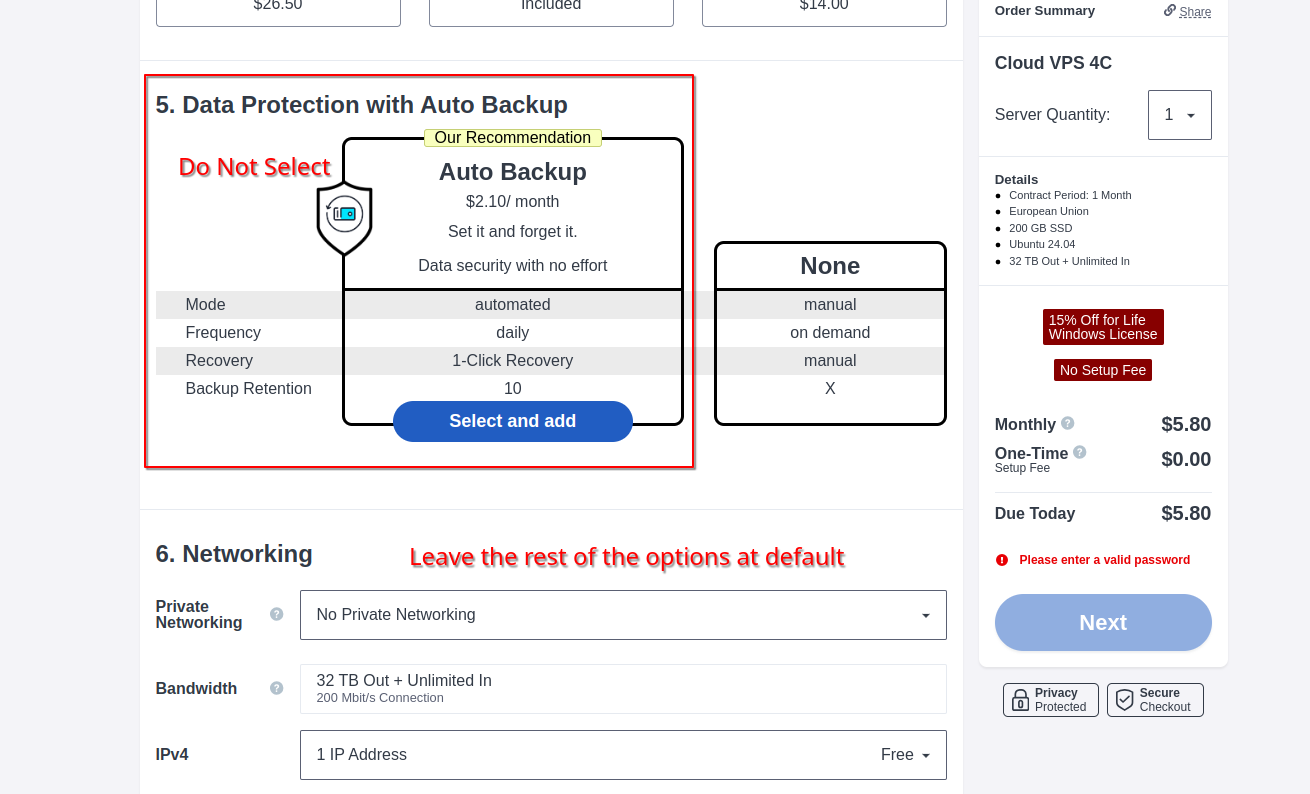 $26.50
Included
$14.00
5. Data Protection with Auto Backup
Our Recommendation
Do Not Select
Auto Backup
$2.10/ month
Set it and forget it.
Data security with no effort
None
Mode automated manual
Frequency daily on demand
Recovery 1-Click Recovery manual
Backup Retention 10 X
Select and add
6. Networking
Leave the rest of the options at default
Private
Networking
?
No Private Networking
Bandwidth ?
32 TB Out + Unlimited In
200 Mbit/s Connection
IPv4
1 IP Address Free
Order Summary Share
Cloud VPS 4C
Server Quantity: 1
Details
Contract Period: 1 Month
European Union
200 GB SSD
Ubuntu 24.04
32 TB Out + Unlimited In
15% Off for Life
Windows License
No Setup Fee
Monthly ? $5.80
One-Time ? $0.00
Setup Fee
Due Today $5.80
Please enter a valid password
Next
Privacy
Protected
Secure
Checkout